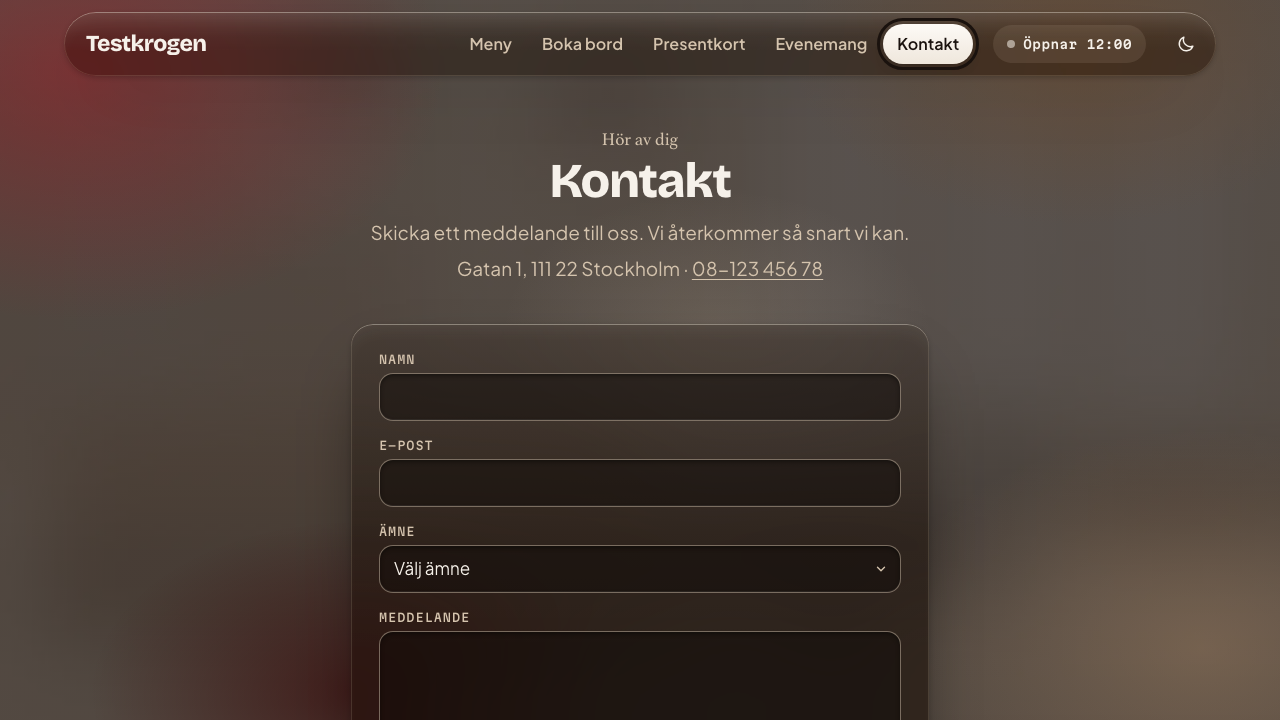 Testkrogen
Meny Boka bord Presentkort Evenemang Kontakt Öppnar 12:00
Hör av dig
Kontakt
Skicka ett meddelande till oss. Vi återkommer så snart vi kan.
Gatan 1, 111 22 Stockholm · 08-123 456 78
NAMN
E-POST
ÄMNE
Välj ämne
MEDDELANDE